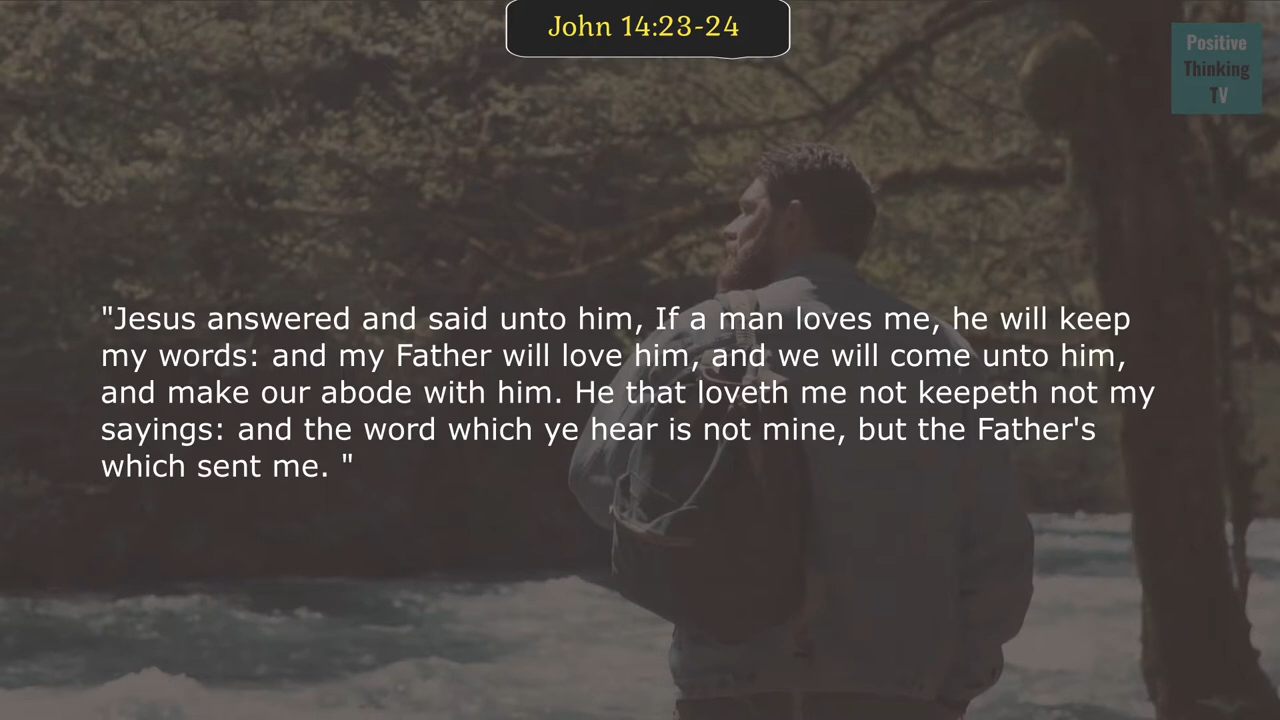 John 14:23-24
Positive
Thinking
TV
"Jesus answered and said unto him, If a man loves me, he will keep
my words: and my Father will love him, and we will come unto him,
and make our abode with him. He that loveth me not keepeth not my
sayings: and the word which ye hear is not mine, but the Father's
which sent me. "